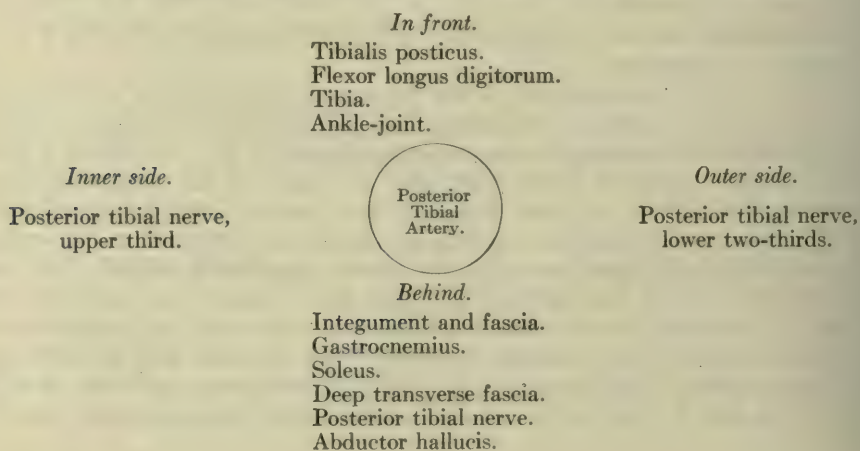 In front.
Tibialis posticus.
Flexor longus digitorum.
Tibia.
Ankle-joint.
Inner side.
Posterior tibial nerve,
upper third.
Posterior
Tibial
Artery.
Outer side.
Posterior tibial nerve,
lower two-thirds.
Behind.
Integument and fascia.
Gastrocnemius.
Soleus.
Deep transverse fascia.
Posterior tibial nerve.
Abductor hallucis.